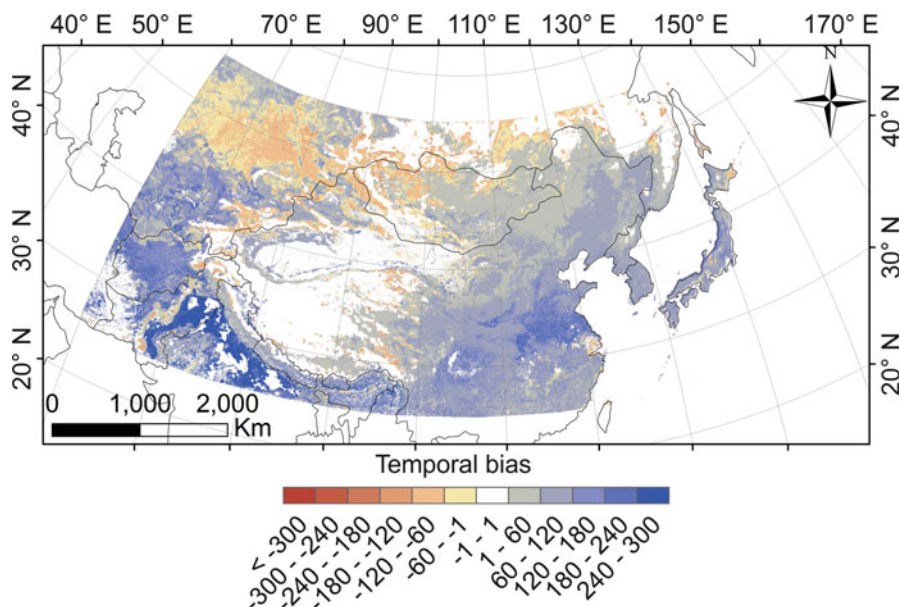 40° E 50° E 70° E 90° E 110° E 130° E 150° E 170° E
N
40° N 40° N
30° N 30° N
20° N 20° N
0 1,000 2,000
Km
Temporal bias
< -300
-300 - -240
-240 - -180
-180 - -120
-120 - -60
-60 - -1
-1 - 1
1 - 60
60 - 120
120 - 180
180 - 240
240 - 300